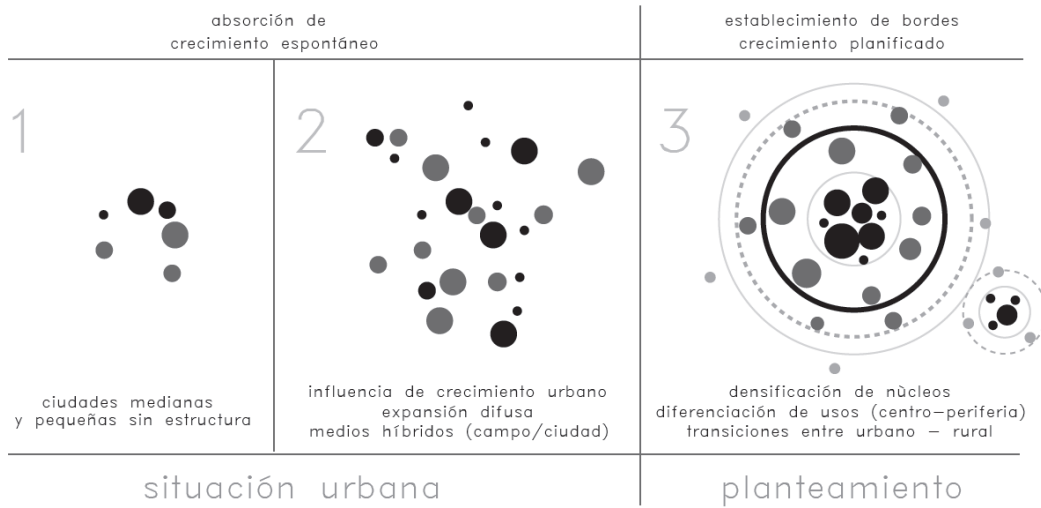 absorción de
crecimiento espontáneo
establecimiento de bordes
crecimiento planificado
1
2
3
ciudades medianas
y pequeñas sin estructura
influencia de crecimiento urbano
expansión difusa
medios híbridos (campo/ciudad)
densificación de nùcleos
diferenciación de usos (centro-periferia)
transiciones entre urbano - rural
situación urbana
planteamiento